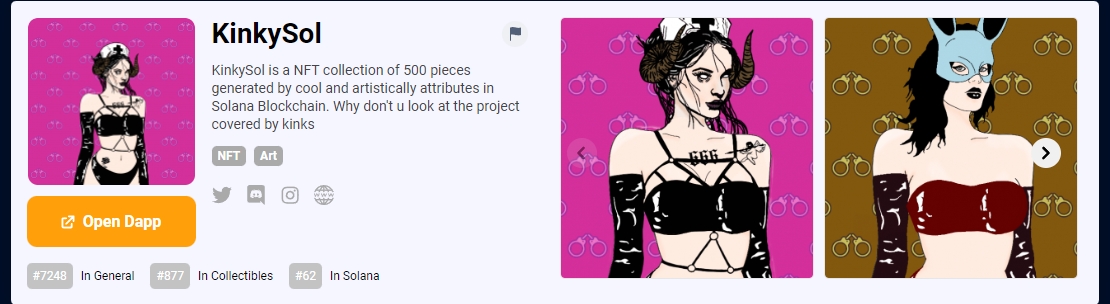 KinkySol
KinkySol is a NFT collection of 500 pieces
generated by cool and artistically attributes in
Solana Blockchain. Why don't u look at the project
covered by kinks
NFT Art
Open Dapp
#7248 In General #877 In Collectibles #62 In Solana
666
666